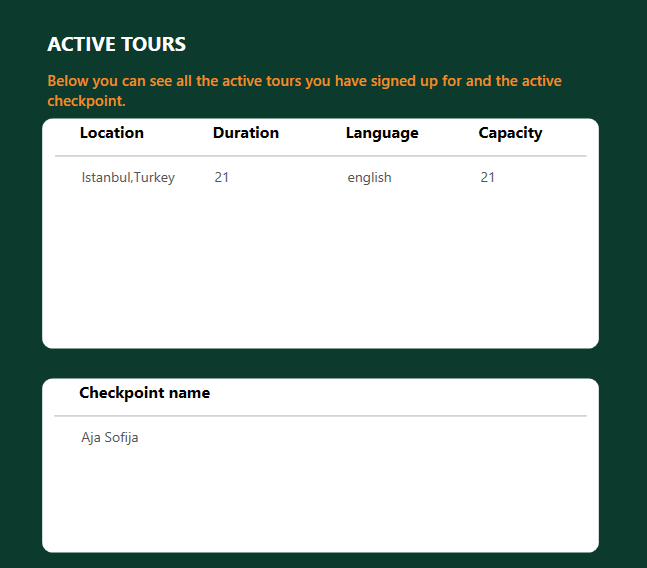 ACTIVE TOURS
Below you can see all the active tours you have signed up for and the active
checkpoint.
Location Duration Language Capacity
Istanbul,Turkey 21 english 21
Checkpoint name
Aja Sofija